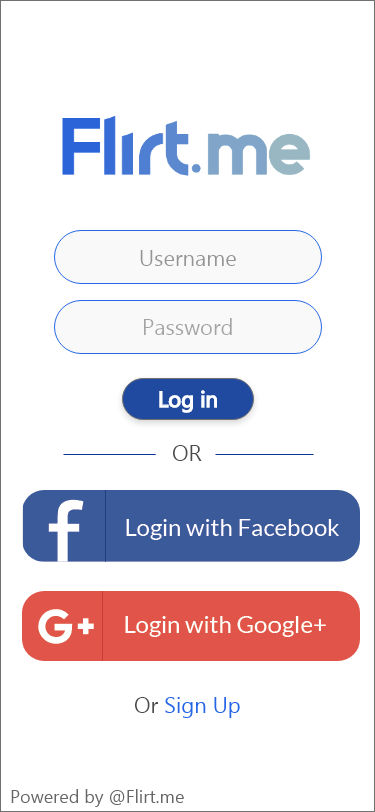 Flirt.me
Username
Password
Log in
OR
f Login with Facebook
G+ Login with Google+
Or Sign Up
Powered by @Flirt.me